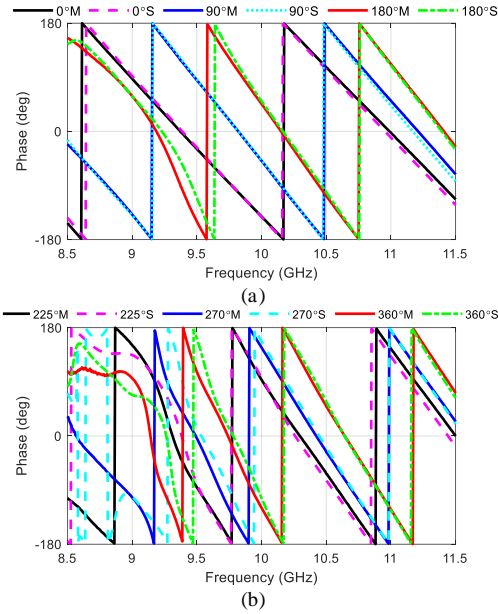 0°M 0°S 90°M 90°S 180°M 180°S
180
0
-180
Phase (deg)
8.5 9 9.5 10 10.5 11 11.5
Frequency (GHz)
(a)
225°M 225°S 270°M 270°S 360°M 360°S
180
0
-180
Phase (deg)
8.5 9 9.5 10 10.5 11 11.5
Frequency (GHz)
(b)